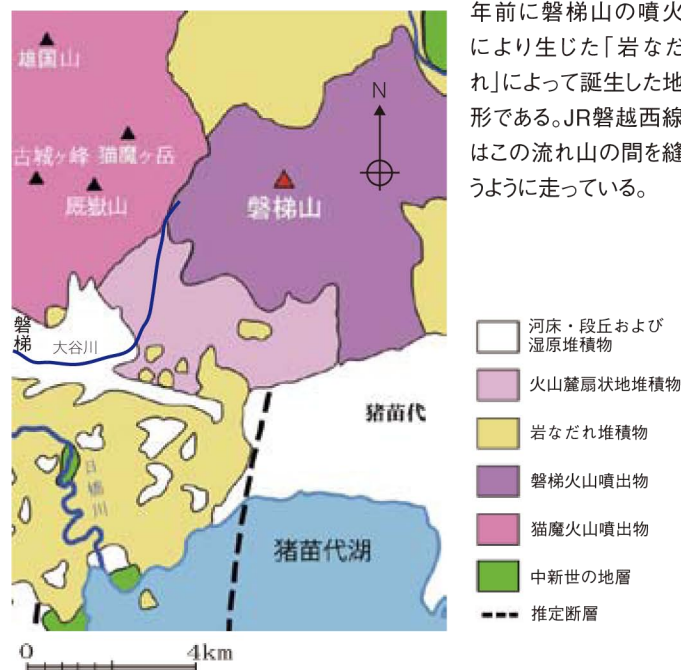 年前に磐梯山の噴火
により生じた「岩なだ
れ」によって誕生した地
形である。JR磐越西線
はこの流れ山の間を縫
うように走っている。
雄国山
N
古城ヶ峰 猫魔ヶ岳
厩嶽山
磐梯山
磐梯
大谷川
猪苗代
日橋川
猪苗代湖
0 4km
河床・段丘および
湿原堆積物
火山麓扇状地堆積物
岩なだれ堆積物
磐梯火山噴出物
猫魔火山噴出物
中新世の地層
推定断層